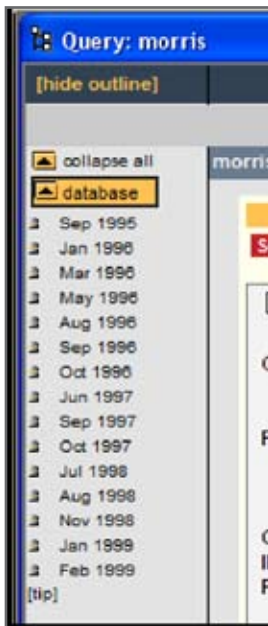 Query: morris
[hide outline]
collapse all
morris
database
Sep 1995
Jan 1996
Mar 1996
May 1996
Aug 1996
Sep 1996
Oct 1996
Jun 1997
Sep 1997
Oct 1997
Jul 1998
Aug 1998
Nov 1998
Jan 1999
Feb 1999
[tip]